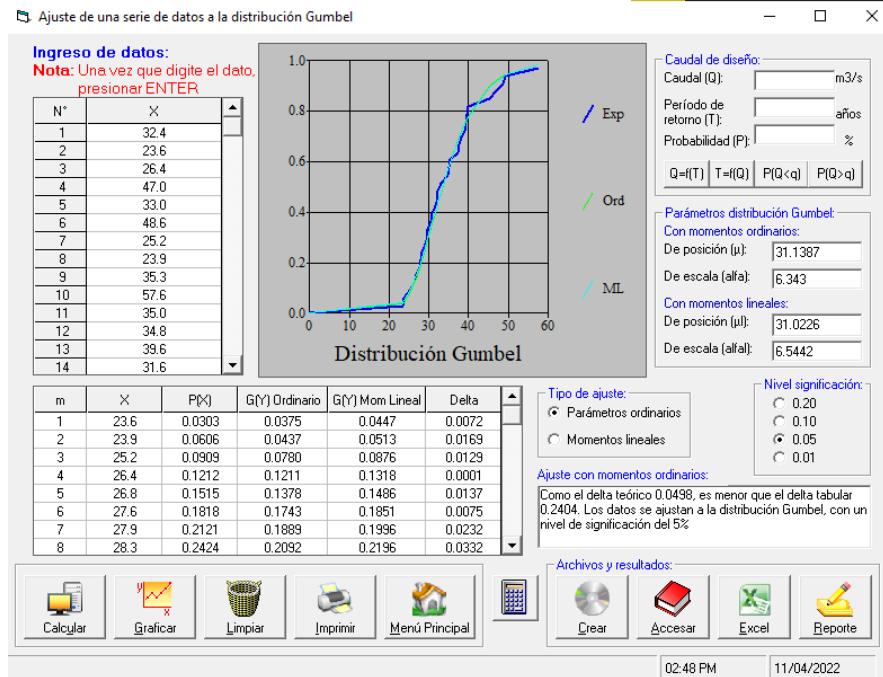 Ajuste de una serie de datos a la distribución Gumbel
Ingreso de datos:
Nota: Una vez que digite el dato,
presionar ENTER
N° X
1 32.4
2 23.6
3 26.4
4 47.0
5 33.0
6 48.6
7 25.2
8 23.9
9 35.3
10 57.6
11 35.0
12 34.8
13 39.6
14 31.6
1.0
0.8
0.6
0.4
0.2
0.0
0 10 20 30 40 50 60
Exp
Ord
ML
Distribución Gumbel
Caudal de diseño:
Caudal (Q): m3/s
Período de
retorno (T): años
Probabilidad (P): %
Q=f(T) T=f(Q) P(Q<q) P(Q>q)
Parámetros distribución Gumbel:
Con momentos ordinarios:
De posición (µ): 31.1387
De escala (alfa): 6.343
Con momentos lineales:
De posición (µl): 31.0226
De escala (alfal): 6.5442
m X P(X) G(Y) Ordinario G(Y) Mom Lineal Delta
1 23.6 0.0303 0.0375 0.0447 0.0072
2 23.9 0.0606 0.0437 0.0513 0.0169
3 25.2 0.0909 0.0780 0.0876 0.0129
4 26.4 0.1212 0.1211 0.1318 0.0001
5 26.8 0.1515 0.1378 0.1486 0.0137
6 27.6 0.1818 0.1743 0.1851 0.0075
7 27.9 0.2121 0.1889 0.1996 0.0232
8 28.3 0.2424 0.2092 0.2196 0.0332
Tipo de ajuste:
Parámetros ordinarios
Momentos lineales
Nivel significación:
0.20
0.10
0.05
0.01
Ajuste con momentos ordinarios:
Como el delta teórico 0.0498, es menor que el delta tabular
0.2404. Los datos se ajustan a la distribución Gumbel, con un
nivel de significación del 5%
Calcular
Graficar
Limpiar
Imprimir
Menú Principal
Archivos y resultados:
Crear
Accesar
Excel
Reporte
02:48 PM 11/04/2022